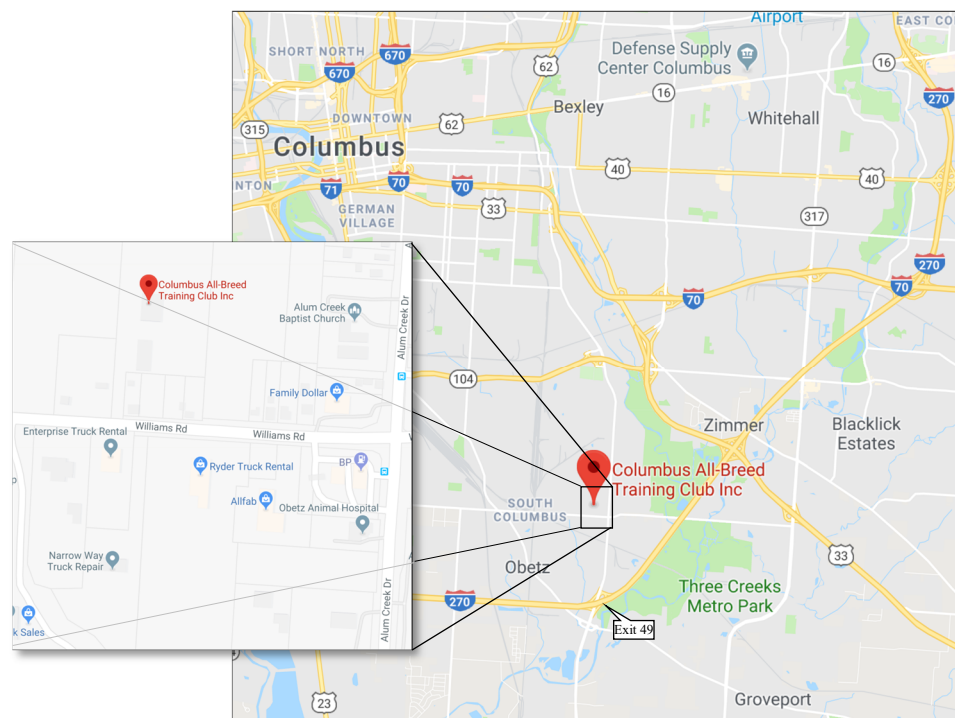 Airport
EAST CO
SHORT NORTH
670
670
62
Defense Supply
Center Columbus
16
16
270
Bexley
315
DOWNTOWN
62
Whitehall
Columbus
40
40
INTON
71
70
70
33
GERMAN
VILLAGE
317
270
70
70
104
Zimmer
Blacklick
Estates
Columbus All-Breed
Training Club Inc
SOUTH
COLUMBUS
33
Obetz
270
Three Creeks
Metro Park
Exit 49
23
Groveport
Columbus All-Breed
Training Club Inc
Alum Creek
Baptist Church
Alum Creek Dr
Family Dollar
Williams Rd
Williams Rd
Enterprise Truck Rental
BP
Ryder Truck Rental
Allfab
Obetz Animal Hospital
Narrow Way
Truck Repair
Alum Creek Dr
k Sales